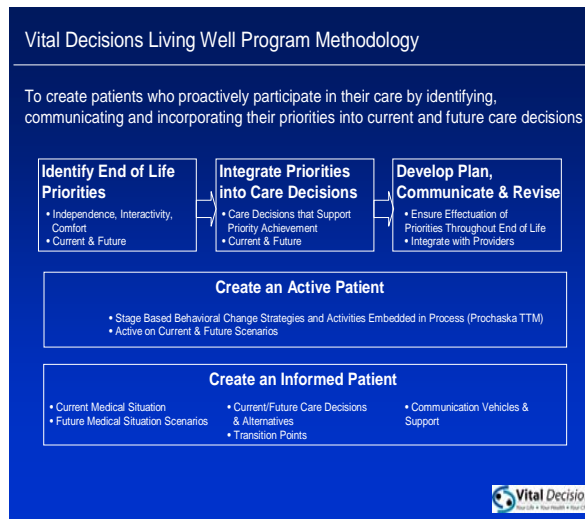 Vital Decisions Living Well Program Methodology
To create patients who proactively participate in their care by identifying,
communicating and incorporating their priorities into current and future care decisions
Identify End of Life
Priorities
• Independence, Interactivity,
Comfort
• Current & Future
Integrate Priorities
into Care Decisions
• Care Decisions that Support
Priority Achievement
• Current & Future
Develop Plan,
Communicate & Revise
• Ensure Effectuation of
Priorities Throughout End of Life
• Integrate with Providers
Create an Active Patient
• Stage Based Behavioral Change Strategies and Activities Embedded in Process (Prochaska TTM)
• Active on Current & Future Scenarios
Create an Informed Patient
• Current Medical Situation
• Future Medical Situation Scenarios
• Current/Future Care Decisions
& Alternatives
• Transition Points
• Communication Vehicles &
Support
Vital Decisio
Your Life • Your Health • Your